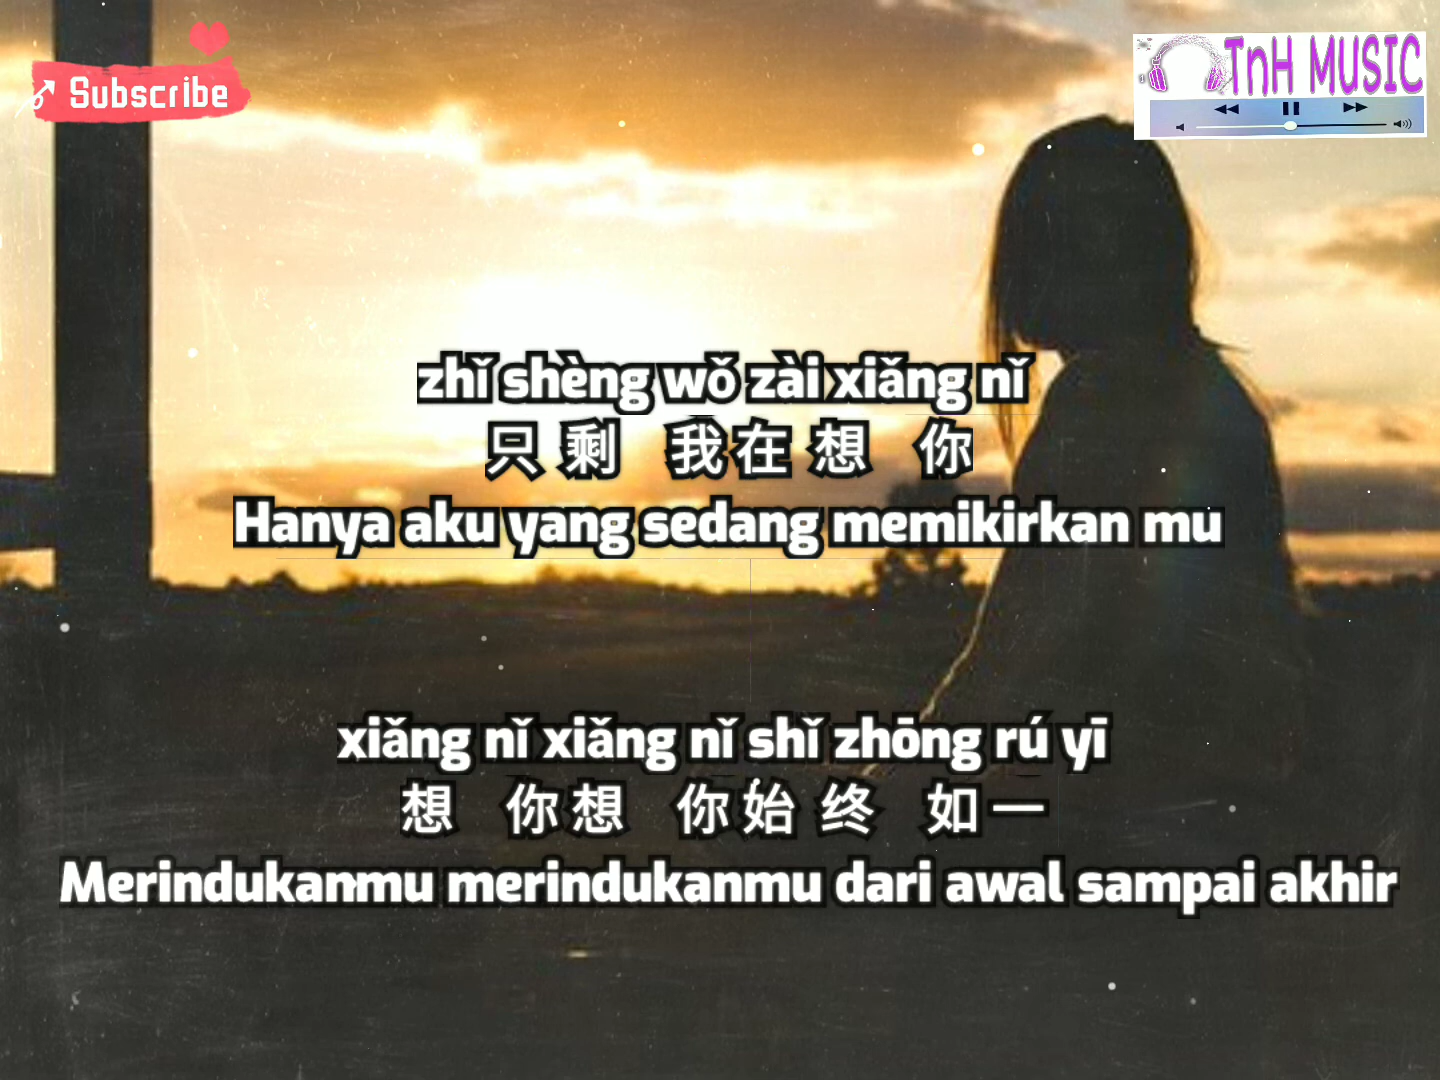 Subscribe
TnH MUSIC
zhǐ shèng wǒ zài xiǎng nǐ
只 剩 我 在 想 你
Hanya aku yang sedang memikirkan mu
xiǎng nǐ xiǎng nǐ shǐ zhōng rú yī
想 你 想 你 始 终 如 一
Merindukanmu merindukanmu dari awal sampai akhir